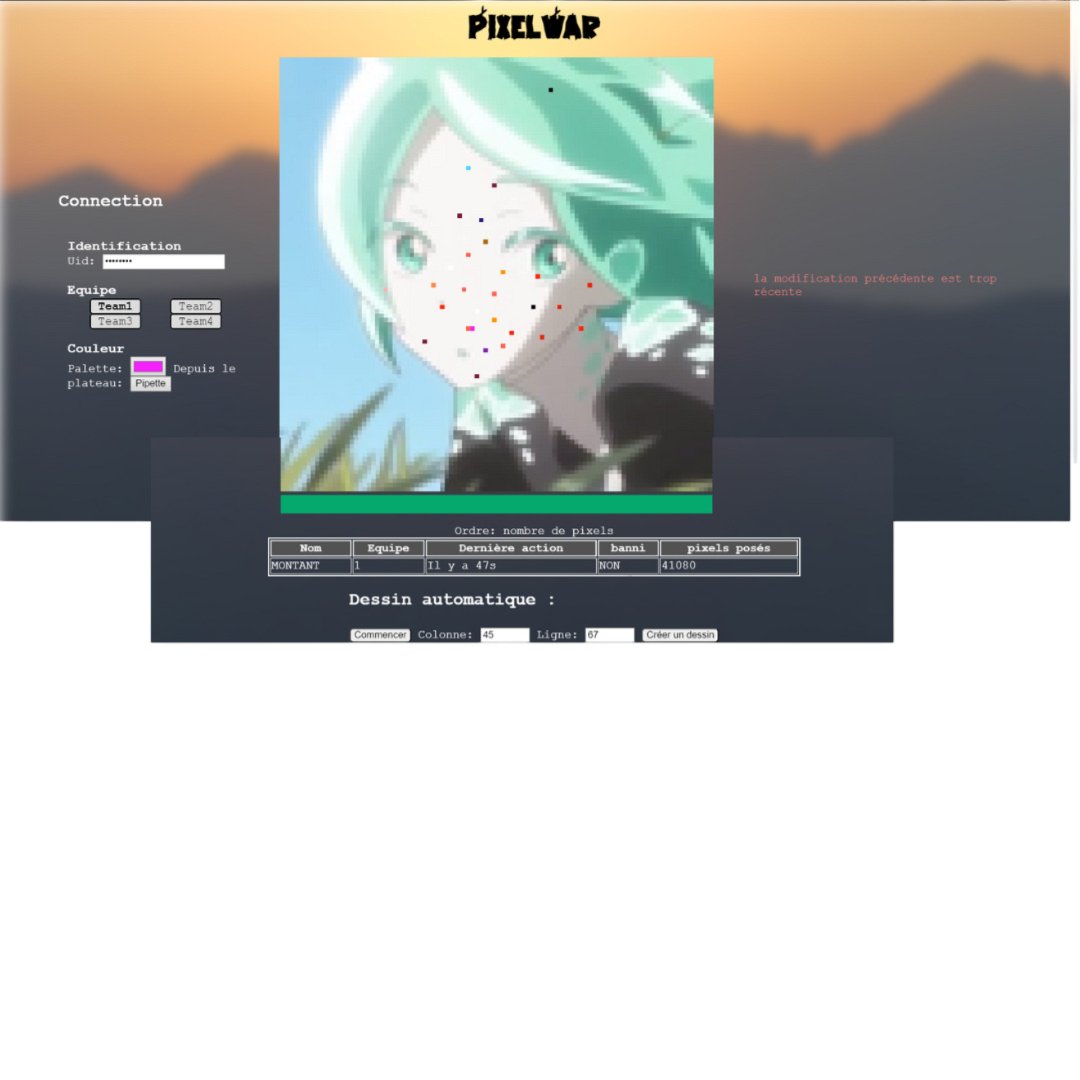 PIXELWAR
Connection
Identification
Uid: ••••••••
Equipe
Team1 Team2
Team3 Team4
Couleur
Palette: Depuis le
plateau: Pipette
la modification précédente est trop
récente
Ordre: nombre de pixels
Nom Equipe Dernière action banni pixels posés
MONTANT 1 Il y a 47s NON 41080
Dessin automatique :
Commencer Colonne: 45 Ligne: 67 Créer un dessin